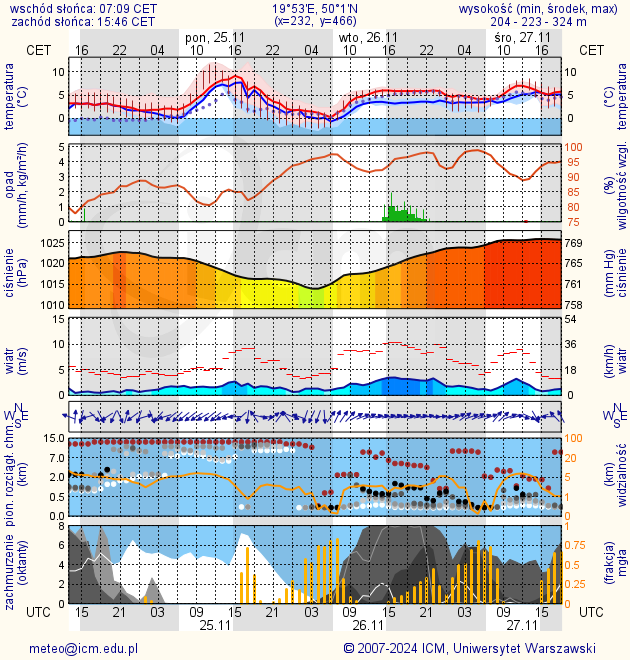 wschód słońca: 07:09 CET
zachód słońca: 15:46 CET
19°53'E, 50°1'N
(x=232, y=466)
wysokość (min, środek, max)
204 - 223 - 324 m
pon, 25.11
wto, 26.11
śro, 27.11
CET
16 22 04 10 16 22 04 10 16 22 04 10 16
CET
temperatura
(°C)
10
5
0
10
5
0
(°C)
temperatura
opad
(mm/h, kg/m²/h)
5
4
3
2
1
0
100
95
90
85
80
75
(%)
wilgotność wzgl.
ciśnienie
(hPa)
1025
1020
1015
1010
769
765
761
758
(mm Hg)
ciśnienie
wiatr
(m/s)
15
10
5
0
54
36
18
0
(km/h)
wiatr
N
W E
S
N
W E
S
pion. rozciągł. chm.
(km)
15.0
7.0
2.0
0.5
0.0
100
20
5
1
0
(km)
widzialność
zachmurzenie
(oktanty)
8
6
4
2
0
1
0.75
0.5
0.25
0
(frakcja)
mgła
UTC
15 21 03 09 15 21 03 09 15 21 03 09 15
UTC
25.11
26.11
27.11
meteo@icm.edu.pl
© 2007-2024 ICM, Uniwersytet Warszawski